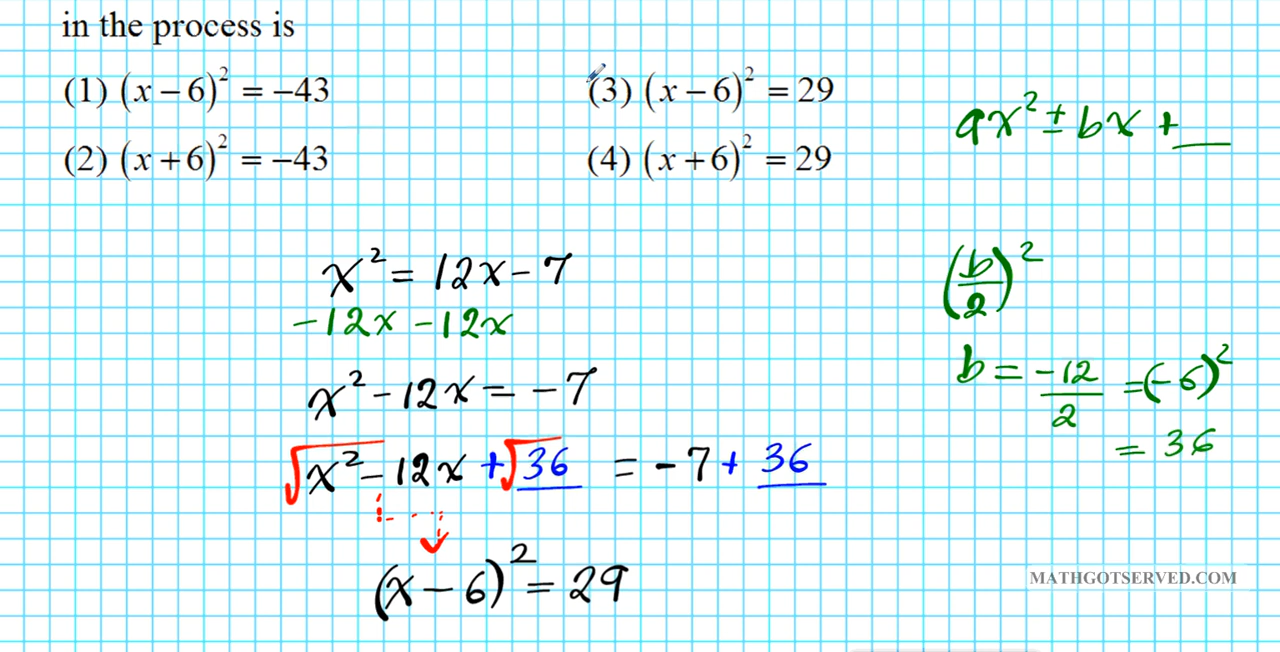 in the process is
(1) (x − 6)² = −43
(3) (x − 6)² = 29
(2) (x + 6)² = −43
(4) (x + 6)² = 29
ax² ± bx + __
x² = 12x − 7
−12x −12x
x² − 12x = −7
√x² − 12x + √36 = −7 + 36
(x − 6)² = 29
(b/2)²
b = −12/2 = (−6)²
= 36
MATHGOTSERVED.COM